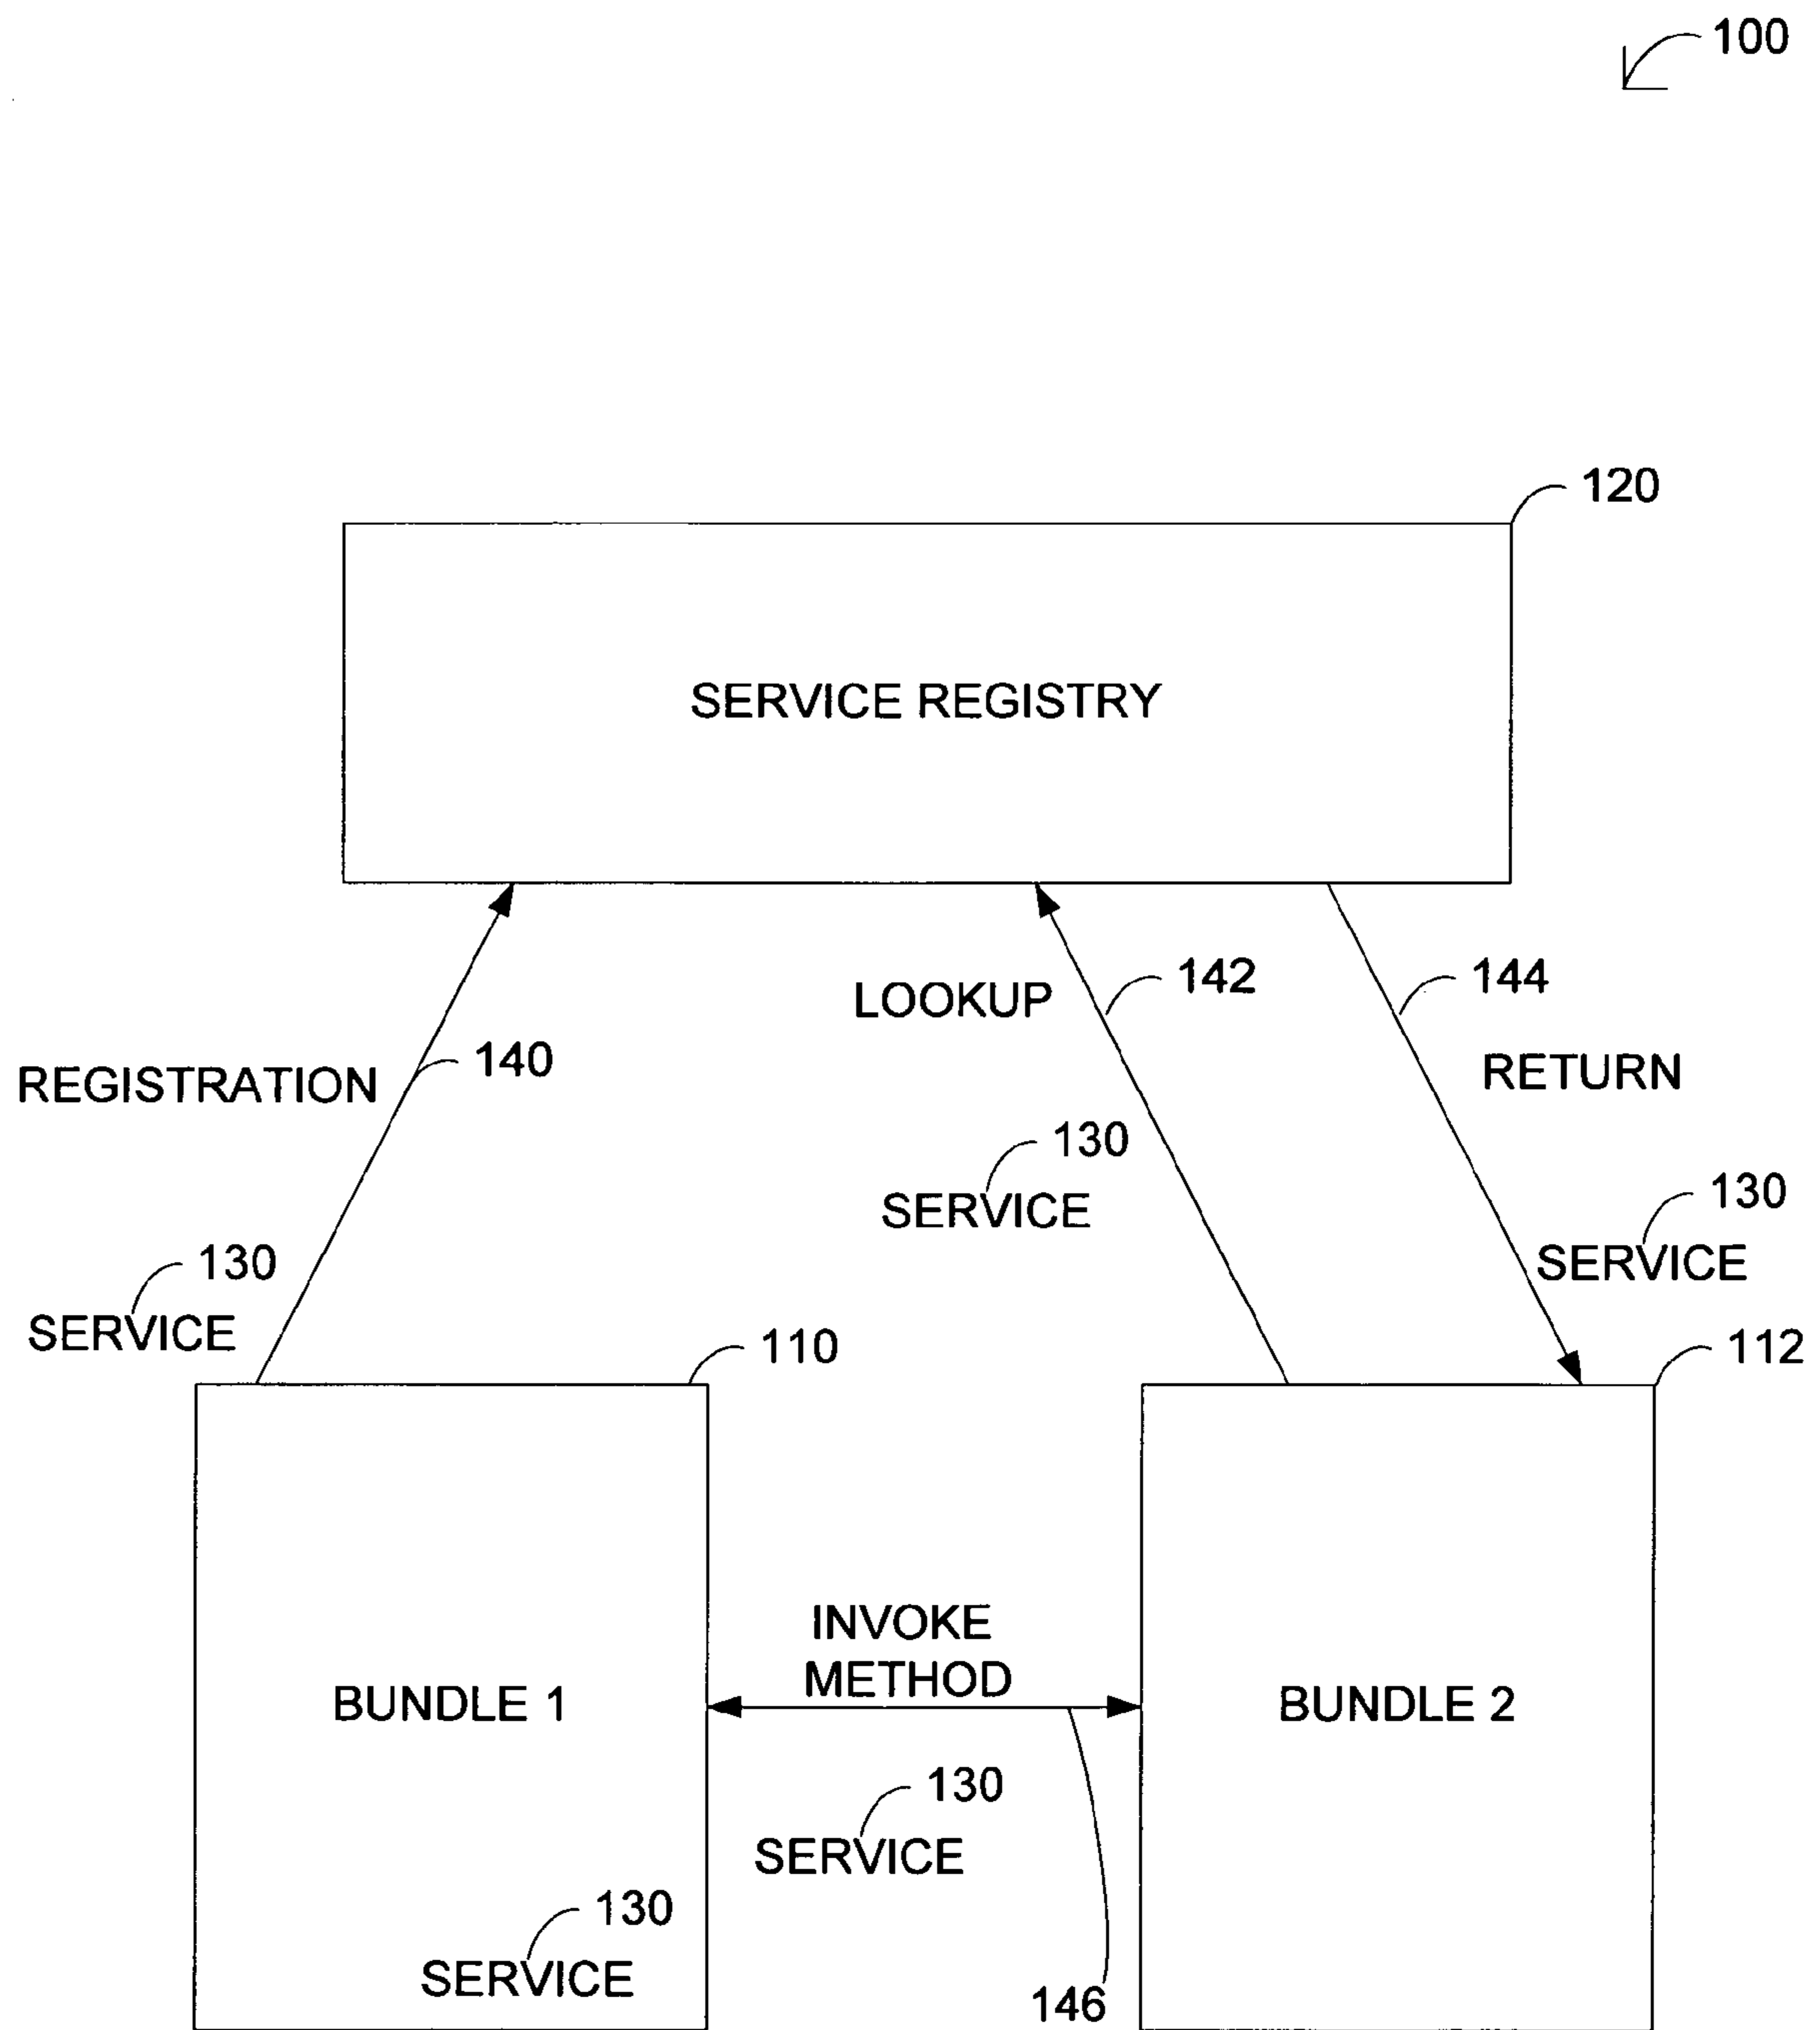 100
120
SERVICE REGISTRY
142
144
LOOKUP
140
RETURN
REGISTRATION
130
130
SERVICE
130
SERVICE
130
SERVICE
110
112
INVOKE
METHOD
BUNDLE 1
BUNDLE 2
130
SERVICE
130
SERVICE
146